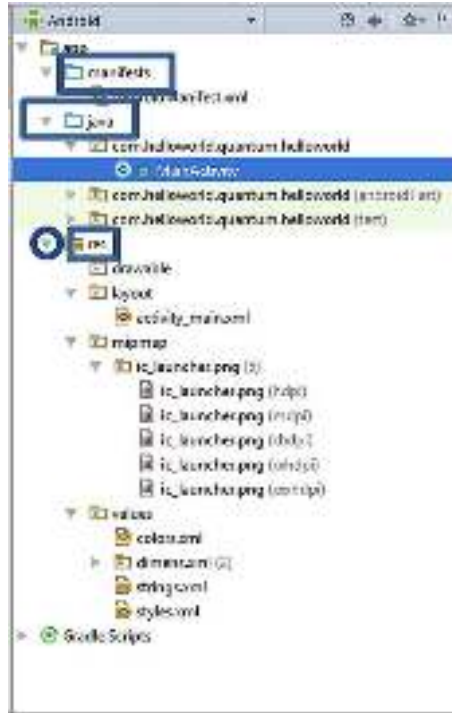 Android
app
manifests
AndroidManifest.xml
java
com.helloworld.quantum.helloworld
MainActivity
com.helloworld.quantum.helloworld (androidTest)
com.helloworld.quantum.helloworld (test)
res
drawable
layout
activity_main.xml
mipmap
ic_launcher.png (5)
ic_launcher.png (hdpi)
ic_launcher.png (mdpi)
ic_launcher.png (xhdpi)
ic_launcher.png (xxhdpi)
ic_launcher.png (xxxhdpi)
values
colors.xml
dimens.xml (2)
strings.xml
styles.xml
Gradle Scripts